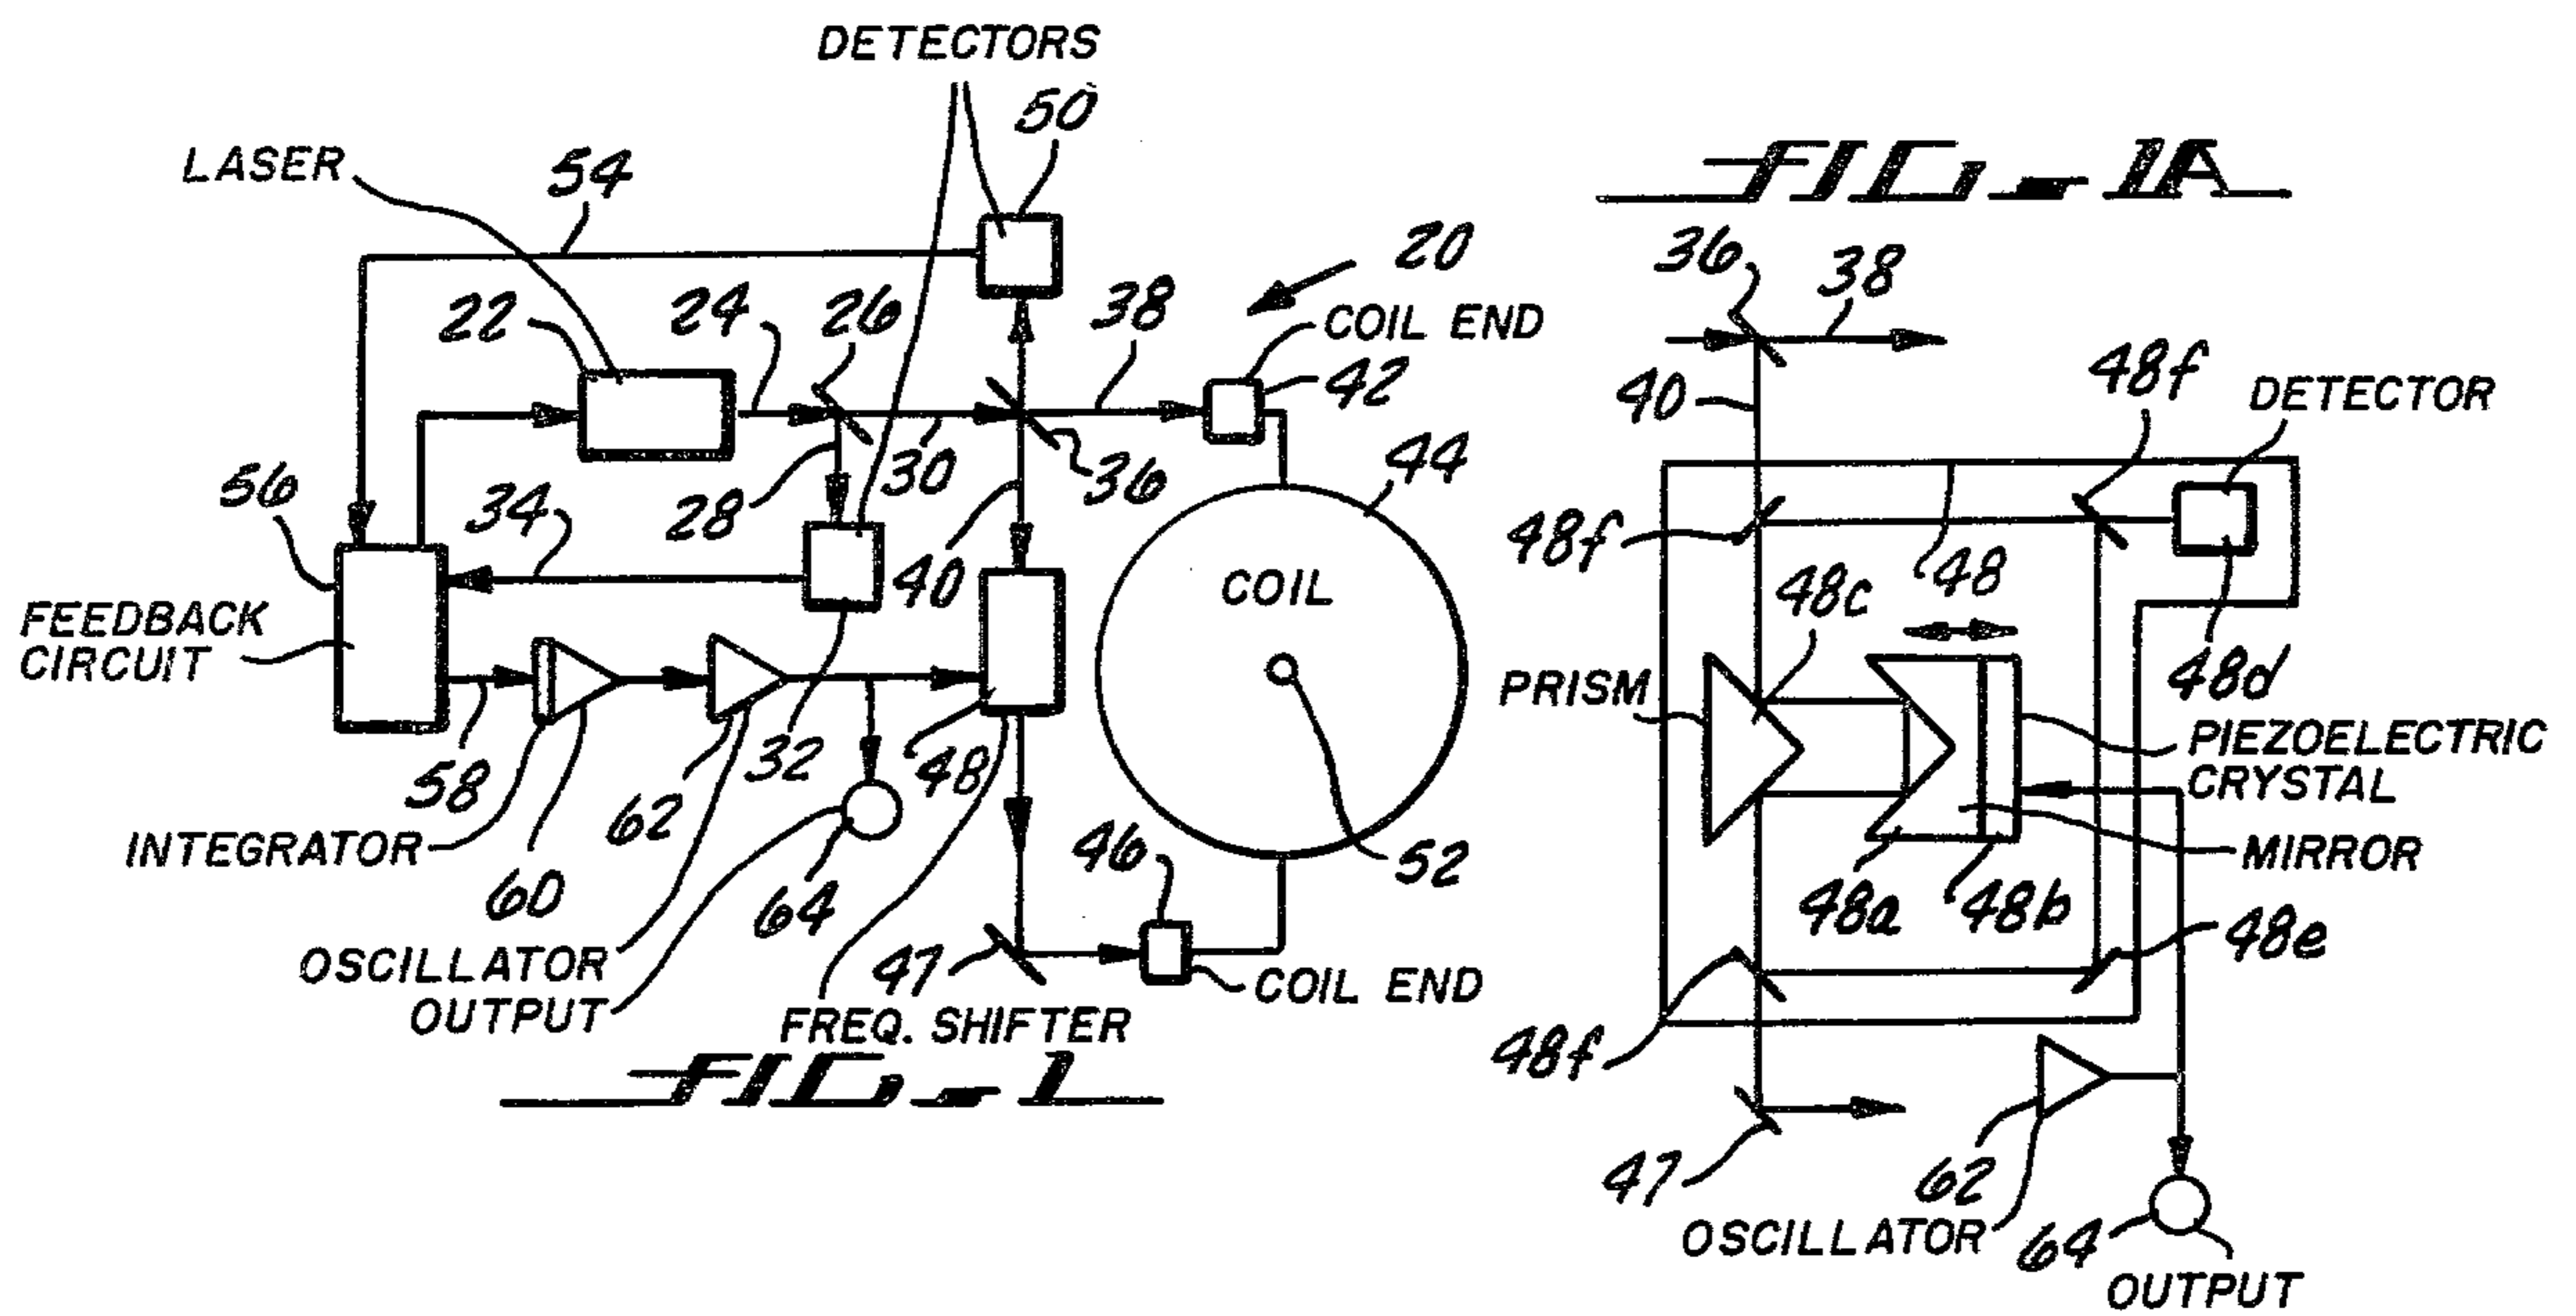 DETECTORS
50
LASER
54
20
22
24
26
38
COIL END
42
56
34
28
30
36
44
40
COIL
FEEDBACK
CIRCUIT
58
62
32
48
46
52
INTEGRATOR
60
64
OSCILLATOR
OUTPUT
47
COIL END
FREQ. SHIFTER
FIG-1
FIG-1A
36
38
40
48f
DETECTOR
48f
48
48c
48d
PRISM
PIEZOELECTRIC
CRYSTAL
MIRROR
48a
48b
48e
48f
47
62
OSCILLATOR
64
OUTPUT